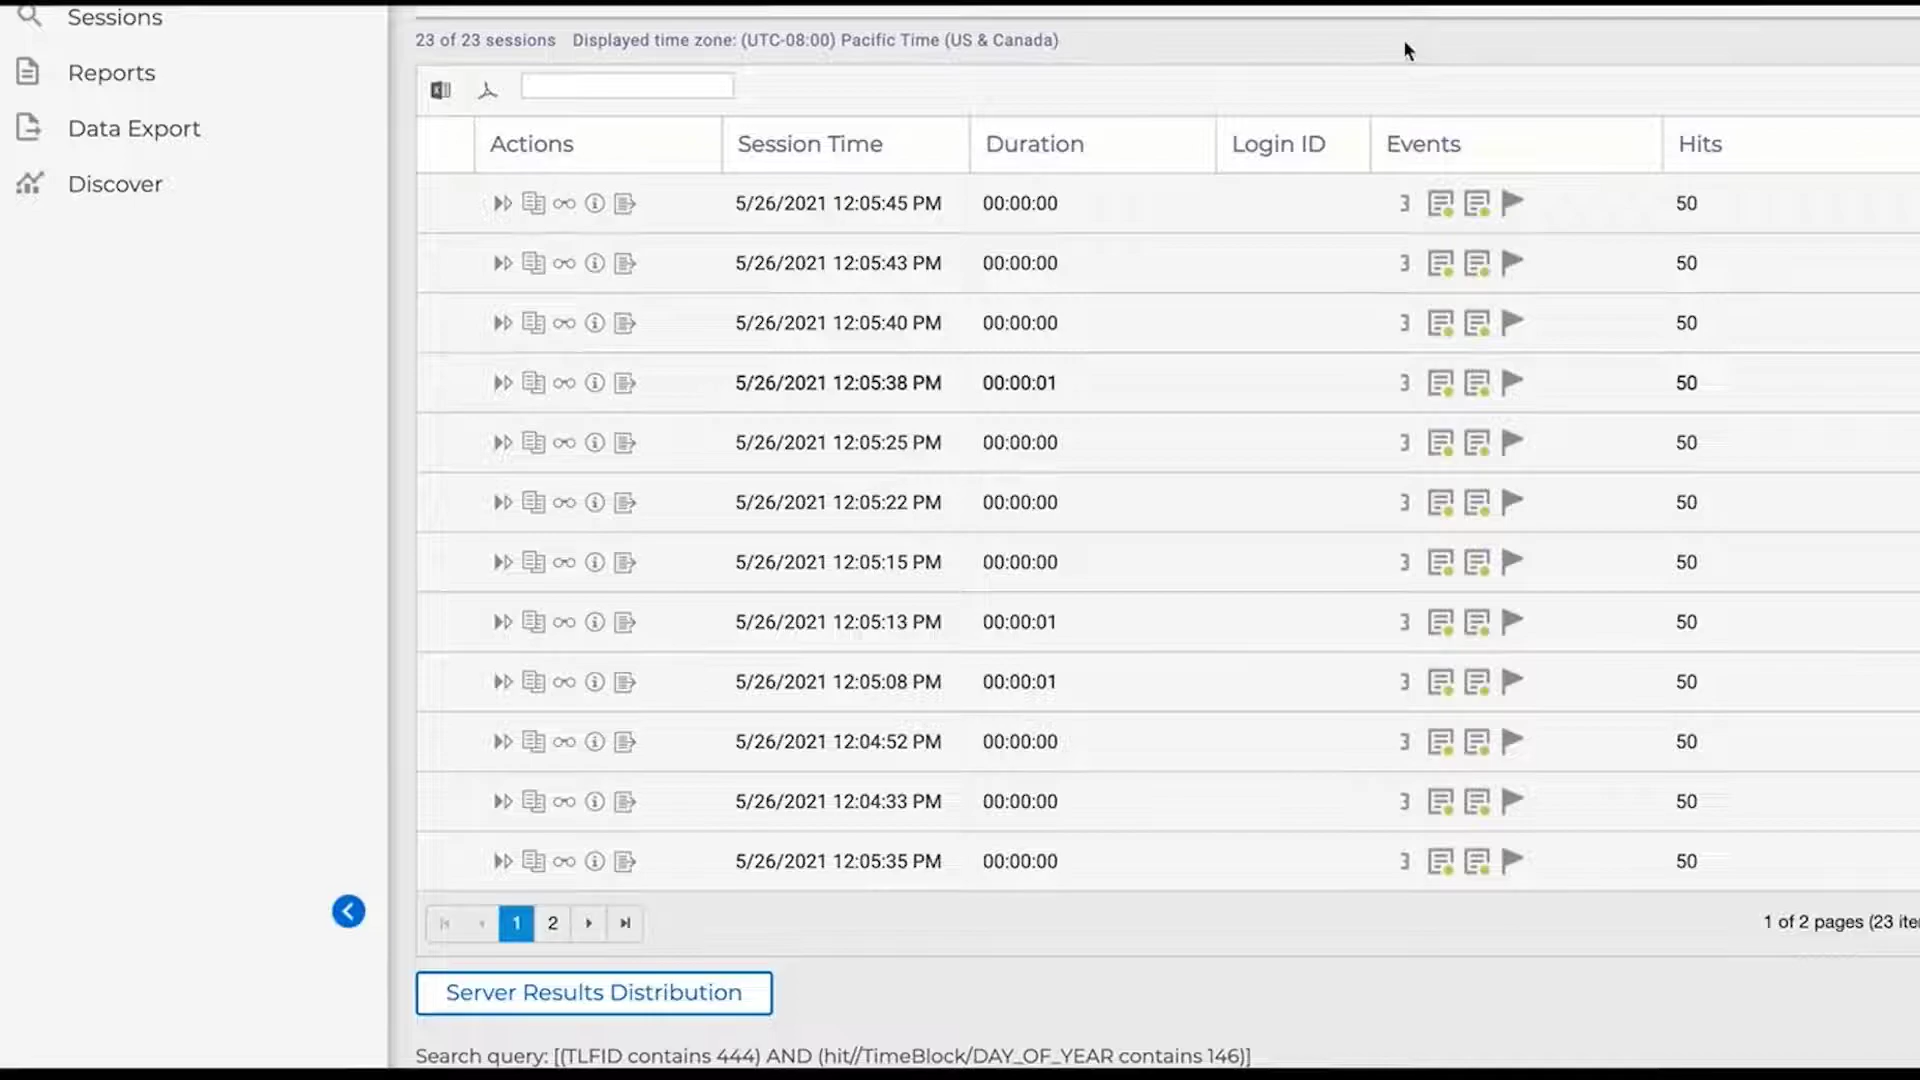 Sessions
Reports
Data Export
Discover
23 of 23 sessions Displayed time zone: (UTC-08:00) Pacific Time (US & Canada)
Actions Session Time Duration Login ID Events Hits
5/26/2021 12:05:45 PM 00:00:00 3 50
5/26/2021 12:05:43 PM 00:00:00 3 50
5/26/2021 12:05:40 PM 00:00:00 3 50
5/26/2021 12:05:38 PM 00:00:01 3 50
5/26/2021 12:05:25 PM 00:00:00 3 50
5/26/2021 12:05:22 PM 00:00:00 3 50
5/26/2021 12:05:15 PM 00:00:00 3 50
5/26/2021 12:05:13 PM 00:00:01 3 50
5/26/2021 12:05:08 PM 00:00:01 3 50
5/26/2021 12:04:52 PM 00:00:00 3 50
5/26/2021 12:04:33 PM 00:00:00 3 50
5/26/2021 12:05:35 PM 00:00:00 3 50
1 2 1 of 2 pages (23 ite
Server Results Distribution
Search query: [(TLFID contains 444) AND (hit//TimeBlock/DAY_OF_YEAR contains 146)]